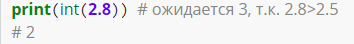 print(int(2.8)) # ожидается 3, т.к. 2.8>2.5
# 2